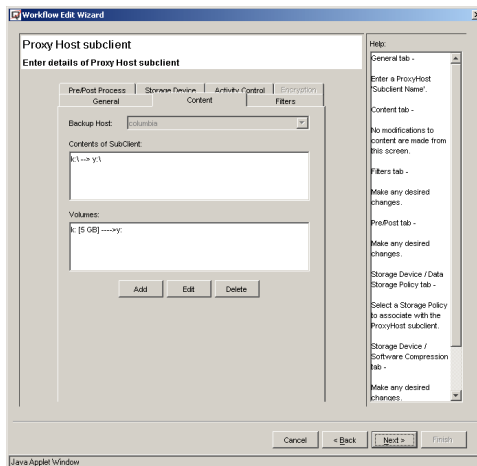 Workflow Edit Wizard
Proxy Host subclient
Enter details of Proxy Host subclient
Pre/Post Process
Storage Device
Activity Control
Encryption
General
Content
Filters
Backup Host:
columbia
Contents of SubClient:
k:\ --> y:\
Volumes:
k: [5 GB] ---->y:
Add
Edit
Delete
Help:
General tab -
Enter a ProxyHost
'Subclient Name'.
Content tab -
No modifications to
content are made from
this screen.
Filters tab -
Make any desired
changes.
Pre/Post tab -
Make any desired
changes.
Storage Device / Data
Storage Policy tab -
Select a Storage Policy
to associate with the
ProxyHost subclient.
Storage Device /
Software Compression
tab -
Make any desired
changes.
Cancel
« Back
Next »
Finish
Java Applet Window